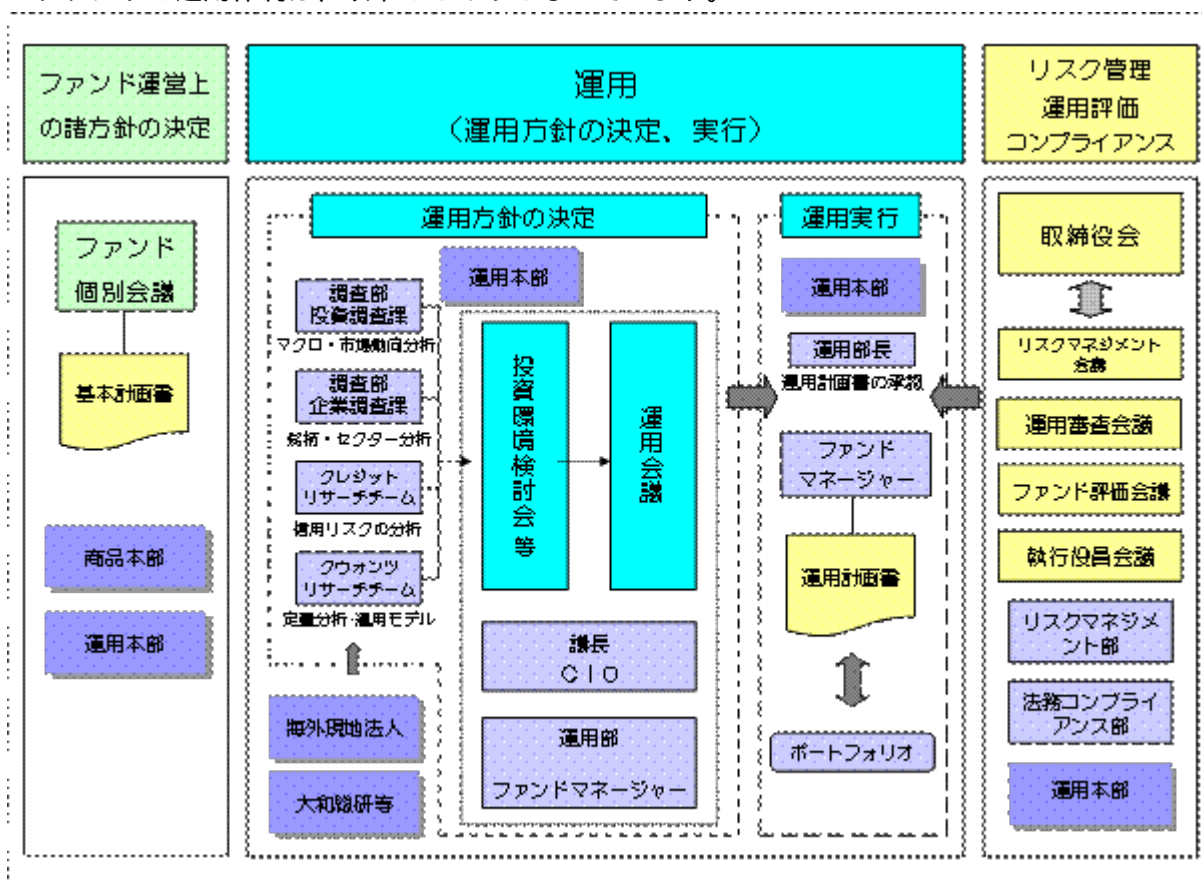 ファンド運営上
の諸方針の決定
運用
（運用方針の決定、実行）
リスク管理
運用評価
コンプライアンス
ファンド
個別会議
基本計画書
商品本部
運用本部
運用方針の決定
運用本部
調査部
投資調査課
マクロ・市場動向分析
調査部
企業調査課
銘柄・セクター分析
クレジット
リサーチチーム
信用リスクの分析
クウォンツ
リサーチチーム
定量分析・運用モデル
海外現地法人
大和総研等
投資環境検討会等
運用会議
議長
ＣＩＯ
運用部
ファンドマネージャー
運用実行
運用本部
運用部長
運用計画書の承認
ファンド
マネージャー
運用計画書
ポートフォリオ
取締役会
リスクマネジメント
会議
運用審査会議
ファンド評価会議
執行役員会議
リスクマネジメ
ント部
法務コンプライ
アンス部
運用本部